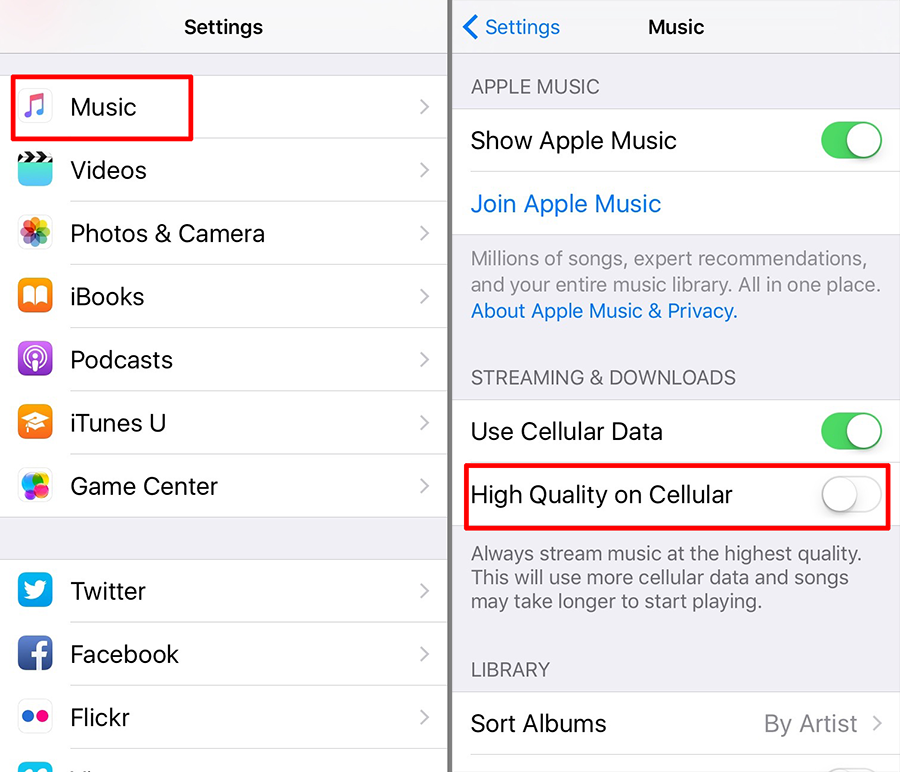 Settings
Music
Videos
Photos & Camera
iBooks
Podcasts
iTunes U
Game Center
Twitter
Facebook
Flickr
Settings
Music
APPLE MUSIC
Show Apple Music
Join Apple Music
Millions of songs, expert recommendations,
and your entire music library. All in one place.
About Apple Music & Privacy.
STREAMING & DOWNLOADS
Use Cellular Data
High Quality on Cellular
Always stream music at the highest quality.
This will use more cellular data and songs
may take longer to start playing.
LIBRARY
Sort Albums By Artist